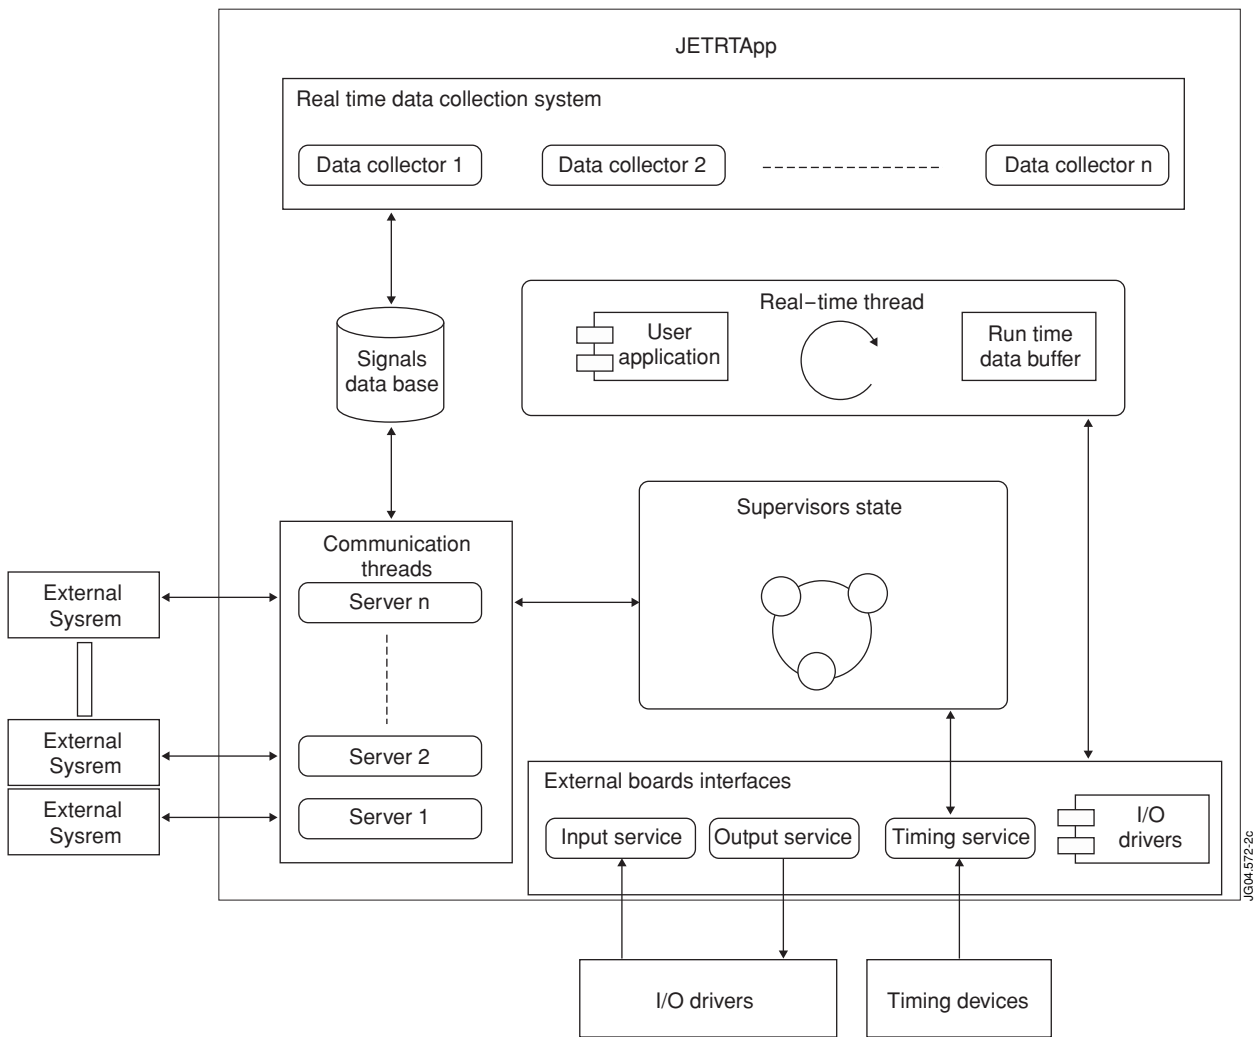 JETRTApp
Real time data collection system
Data collector 1
Data collector 2
Data collector n
Real-time thread
User
application
Run time
data buffer
Signals
data base
Supervisors state
Communication
threads
Server n
Server 2
Server 1
External
Sysrem
External
Sysrem
External
Sysrem
External boards interfaces
Input service
Output service
Timing service
I/O
drivers
I/O drivers
Timing devices
JG04.572-2c